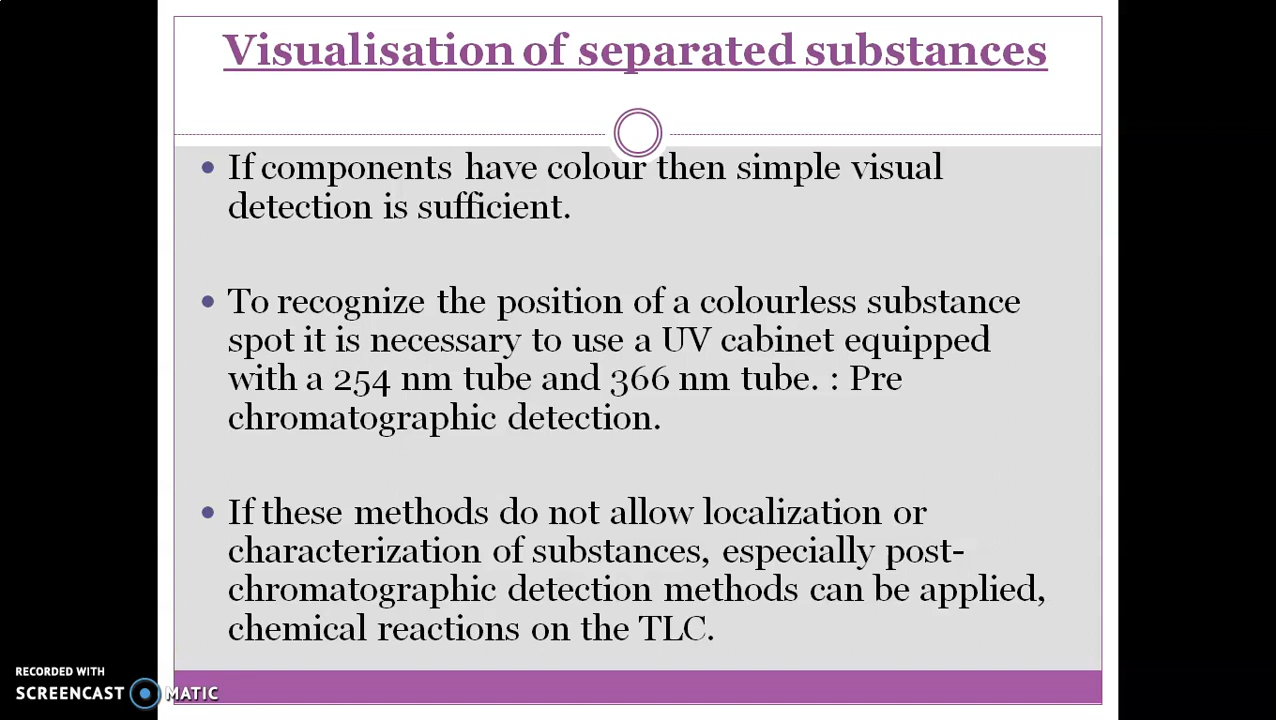 Visualisation of separated substances
• If components have colour then simple visual
detection is sufficient.
• To recognize the position of a colourless substance
spot it is necessary to use a UV cabinet equipped
with a 254 nm tube and 366 nm tube. : Pre
chromatographic detection.
• If these methods do not allow localization or
characterization of substances, especially post-
chromatographic detection methods can be applied,
chemical reactions on the TLC.
RECORDED WITH
SCREENCAST MATIC